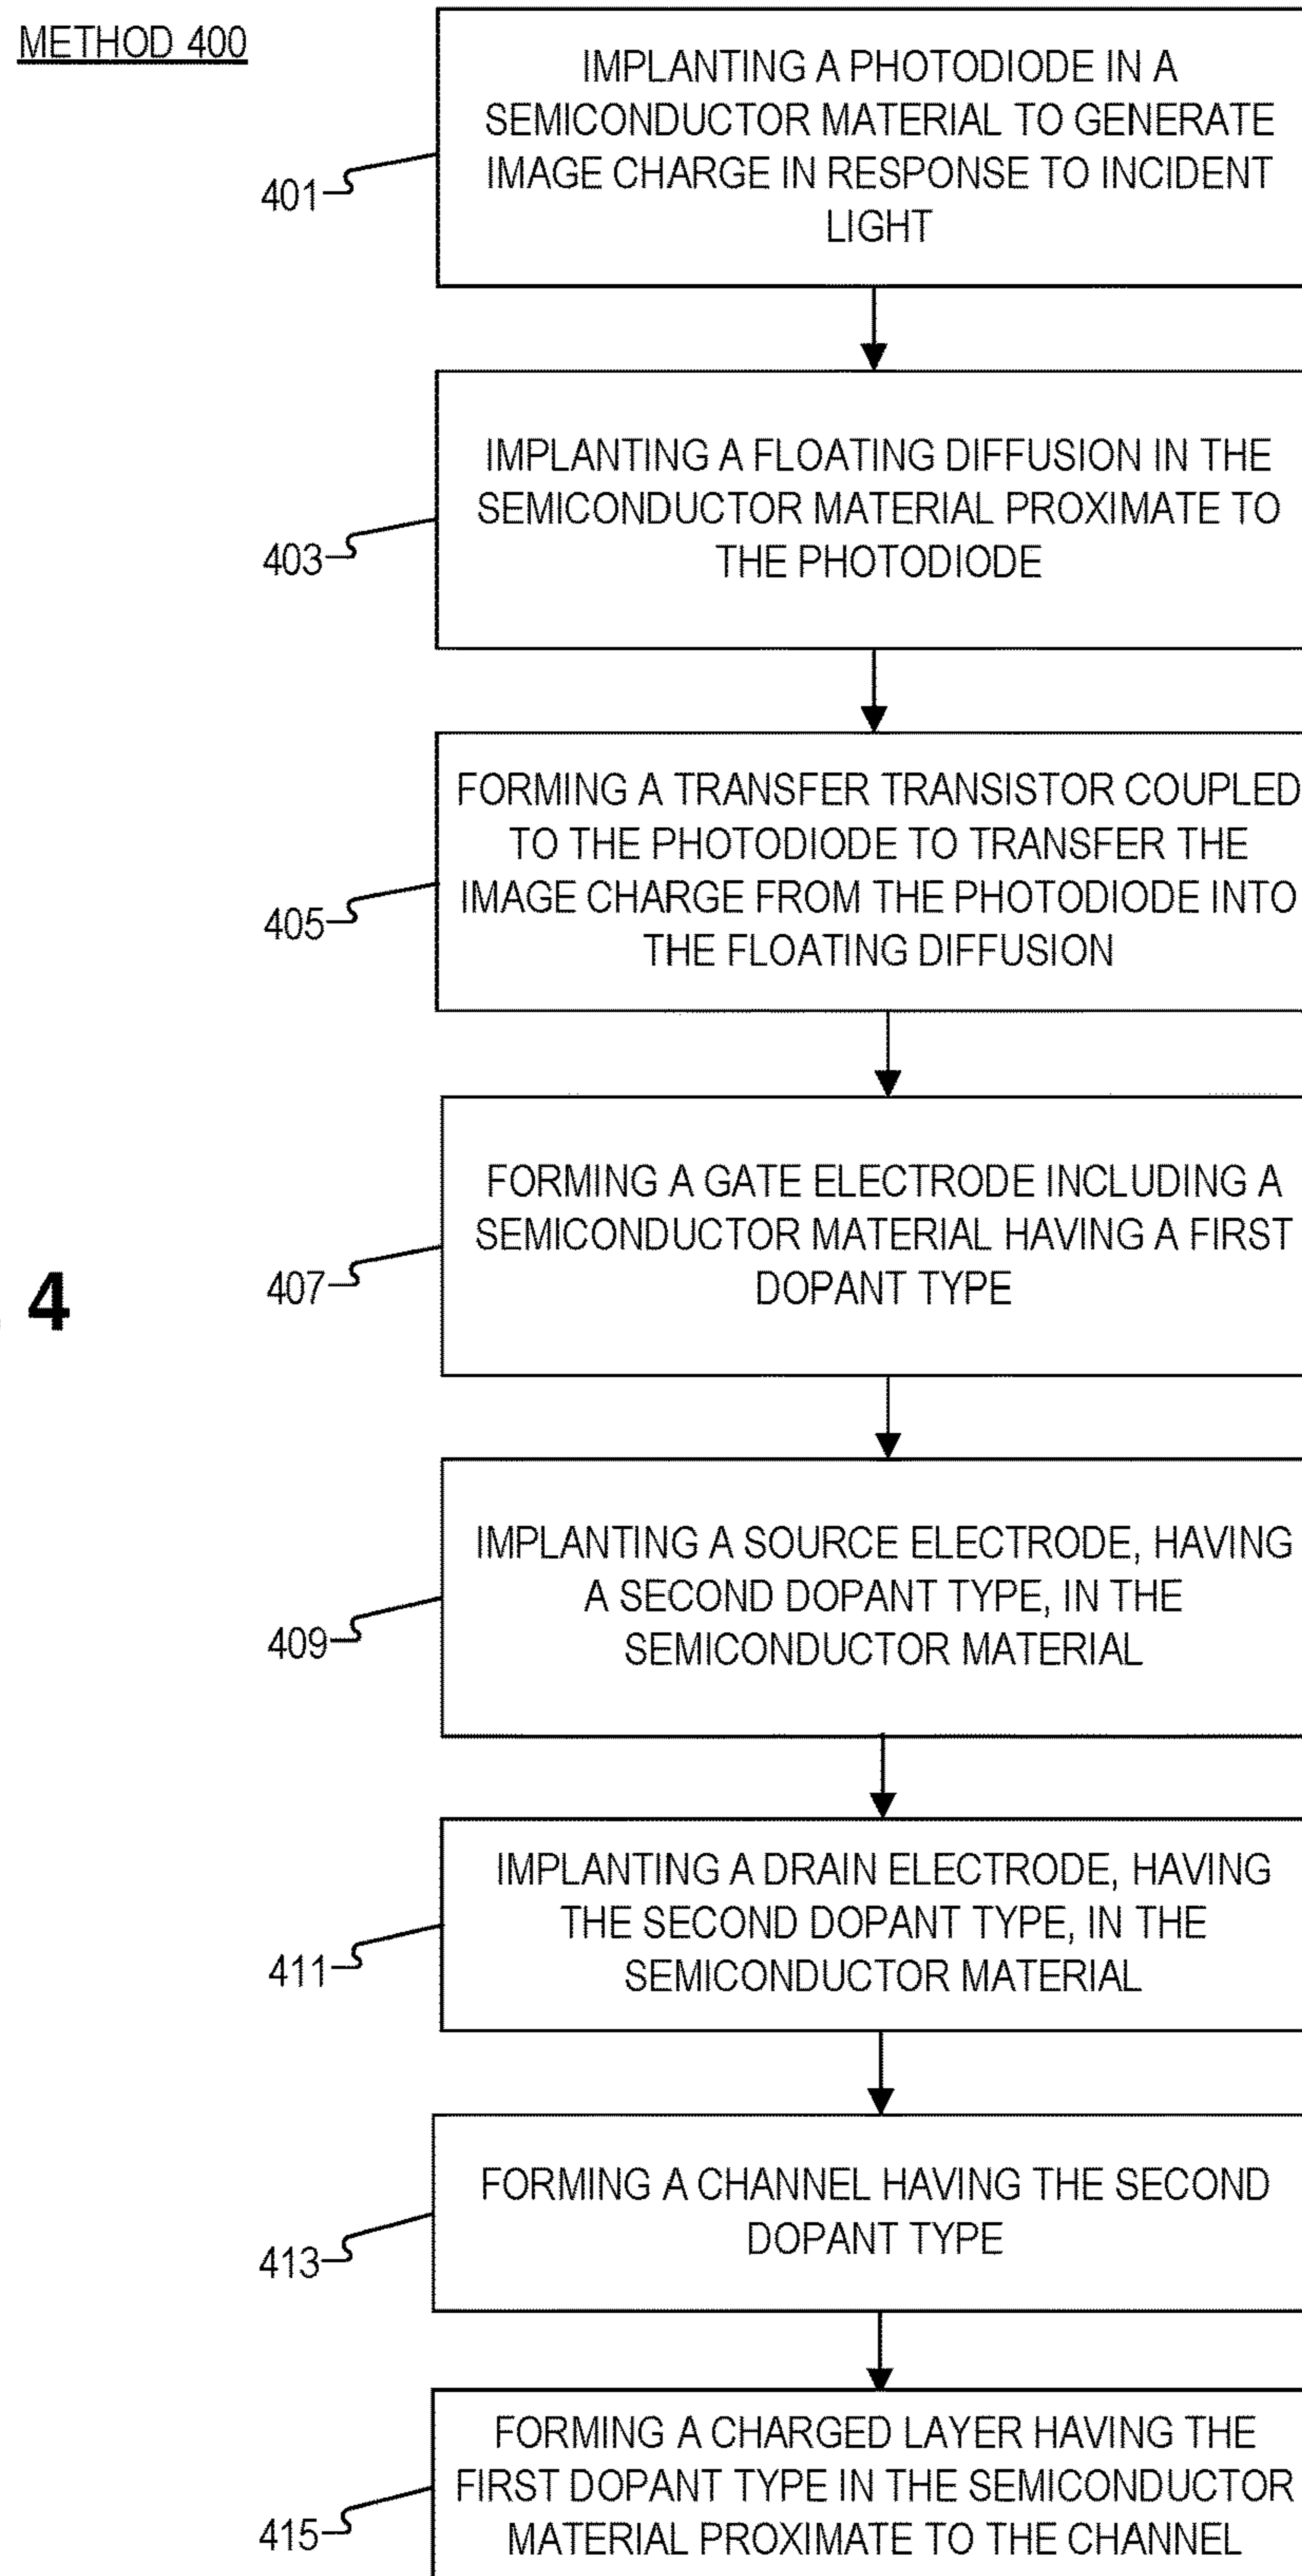 METHOD 400
IMPLANTING A PHOTODIODE IN A
SEMICONDUCTOR MATERIAL TO GENERATE
IMAGE CHARGE IN RESPONSE TO INCIDENT
LIGHT
401
IMPLANTING A FLOATING DIFFUSION IN THE
SEMICONDUCTOR MATERIAL PROXIMATE TO
THE PHOTODIODE
403
FORMING A TRANSFER TRANSISTOR COUPLED
TO THE PHOTODIODE TO TRANSFER THE
IMAGE CHARGE FROM THE PHOTODIODE INTO
THE FLOATING DIFFUSION
405
FORMING A GATE ELECTRODE INCLUDING A
SEMICONDUCTOR MATERIAL HAVING A FIRST
DOPANT TYPE
407
4
IMPLANTING A SOURCE ELECTRODE, HAVING
A SECOND DOPANT TYPE, IN THE
SEMICONDUCTOR MATERIAL
409
IMPLANTING A DRAIN ELECTRODE, HAVING
THE SECOND DOPANT TYPE, IN THE
SEMICONDUCTOR MATERIAL
411
FORMING A CHANNEL HAVING THE SECOND
DOPANT TYPE
413
FORMING A CHARGED LAYER HAVING THE
FIRST DOPANT TYPE IN THE SEMICONDUCTOR
MATERIAL PROXIMATE TO THE CHANNEL
415